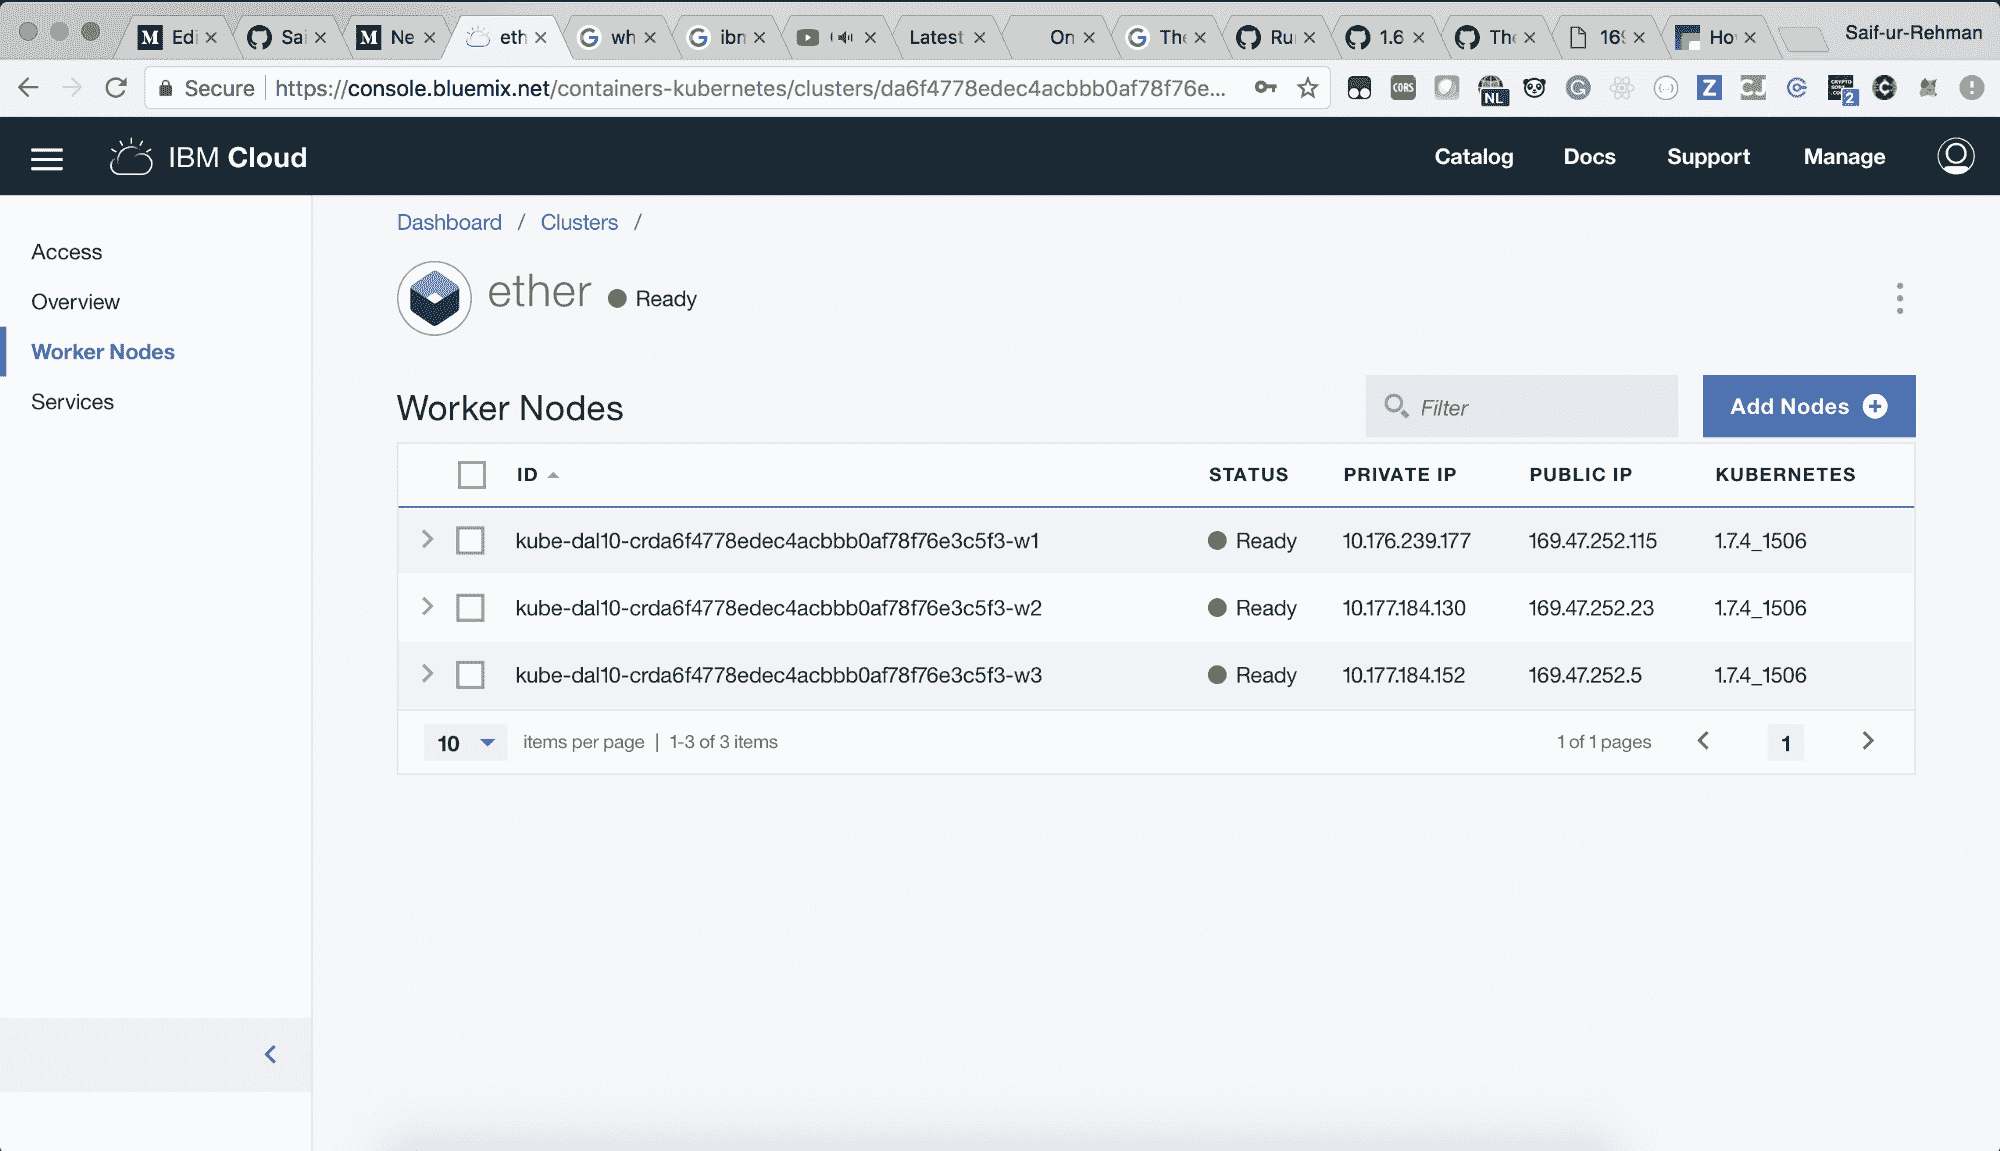 Edi Sai Ne eth wh ibm Latest On The Ru 1.6 The 169 Ho Saif-ur-Rehman
Secure https://console.bluemix.net/containers-kubernetes/clusters/da6f4778edec4acbbb0af78f76e... CORS NL Z 2
IBM Cloud Catalog Docs Support Manage
Dashboard / Clusters /
Access
Overview
Worker Nodes
Services
ether Ready
Worker Nodes Filter Add Nodes
ID STATUS PRIVATE IP PUBLIC IP KUBERNETES
kube-dal10-crda6f4778edec4acbbb0af78f76e3c5f3-w1 Ready 10.176.239.177 169.47.252.115 1.7.4_1506
kube-dal10-crda6f4778edec4acbbb0af78f76e3c5f3-w2 Ready 10.177.184.130 169.47.252.23 1.7.4_1506
kube-dal10-crda6f4778edec4acbbb0af78f76e3c5f3-w3 Ready 10.177.184.152 169.47.252.5 1.7.4_1506
10 items per page | 1-3 of 3 items 1 of 1 pages 1